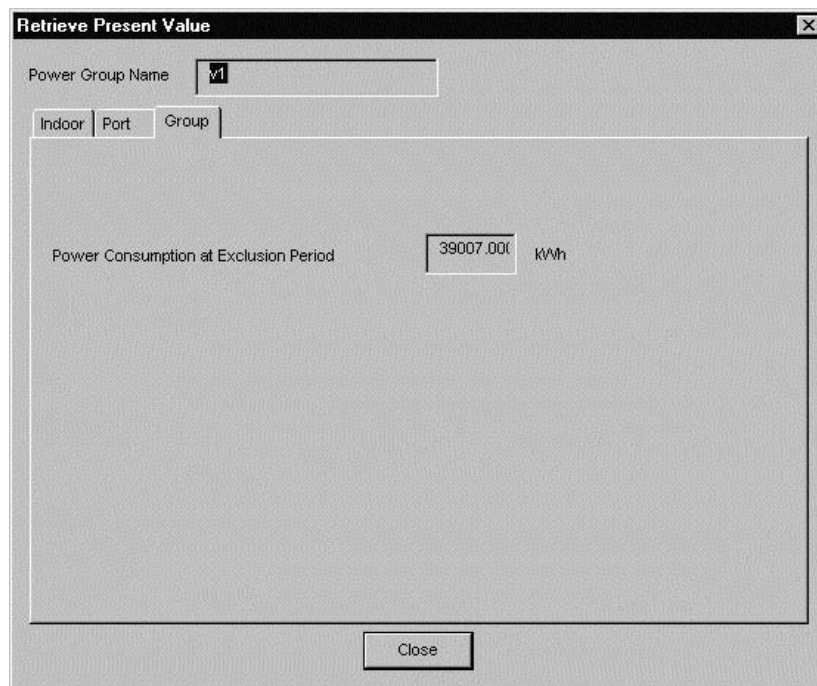 Retrieve Present Value
Power Group Name v1
Indoor Port Group
Power Consumption at Exclusion Period 39007.00 kWh
Close